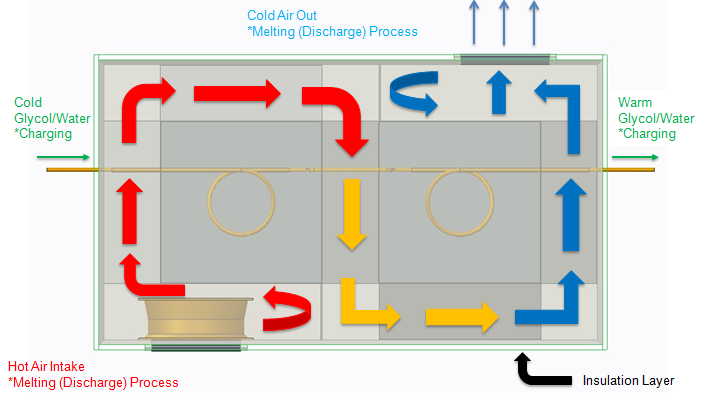 Cold Air Out
*Melting (Discharge) Process
Cold
Glycol/Water
*Charging
Warm
Glycol/Water
*Charging
Hot Air Intake
*Melting (Discharge) Process
Insulation Layer